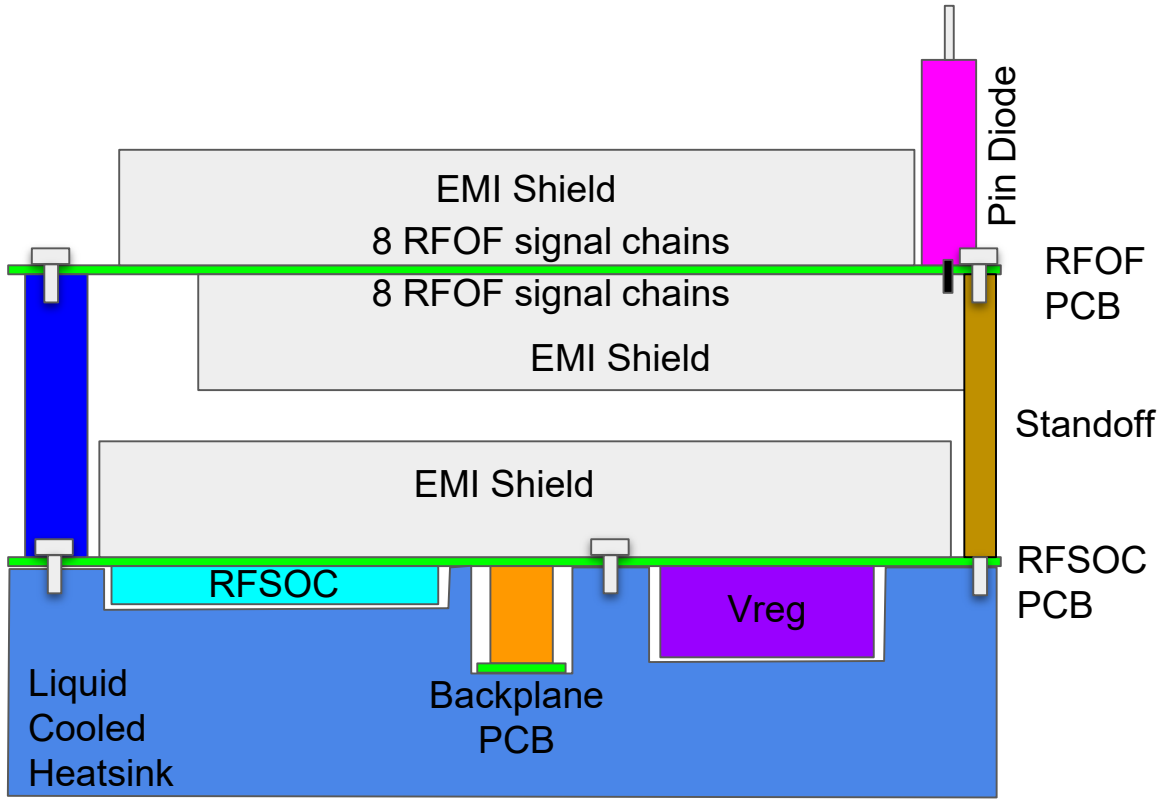 Pin Diode
EMI Shield
8 RFOF signal chains
8 RFOF signal chains
EMI Shield
RFOF
PCB
Standoff
EMI Shield
RFSOC
PCB
RFSOC
Vreg
Backplane
PCB
Liquid
Cooled
Heatsink